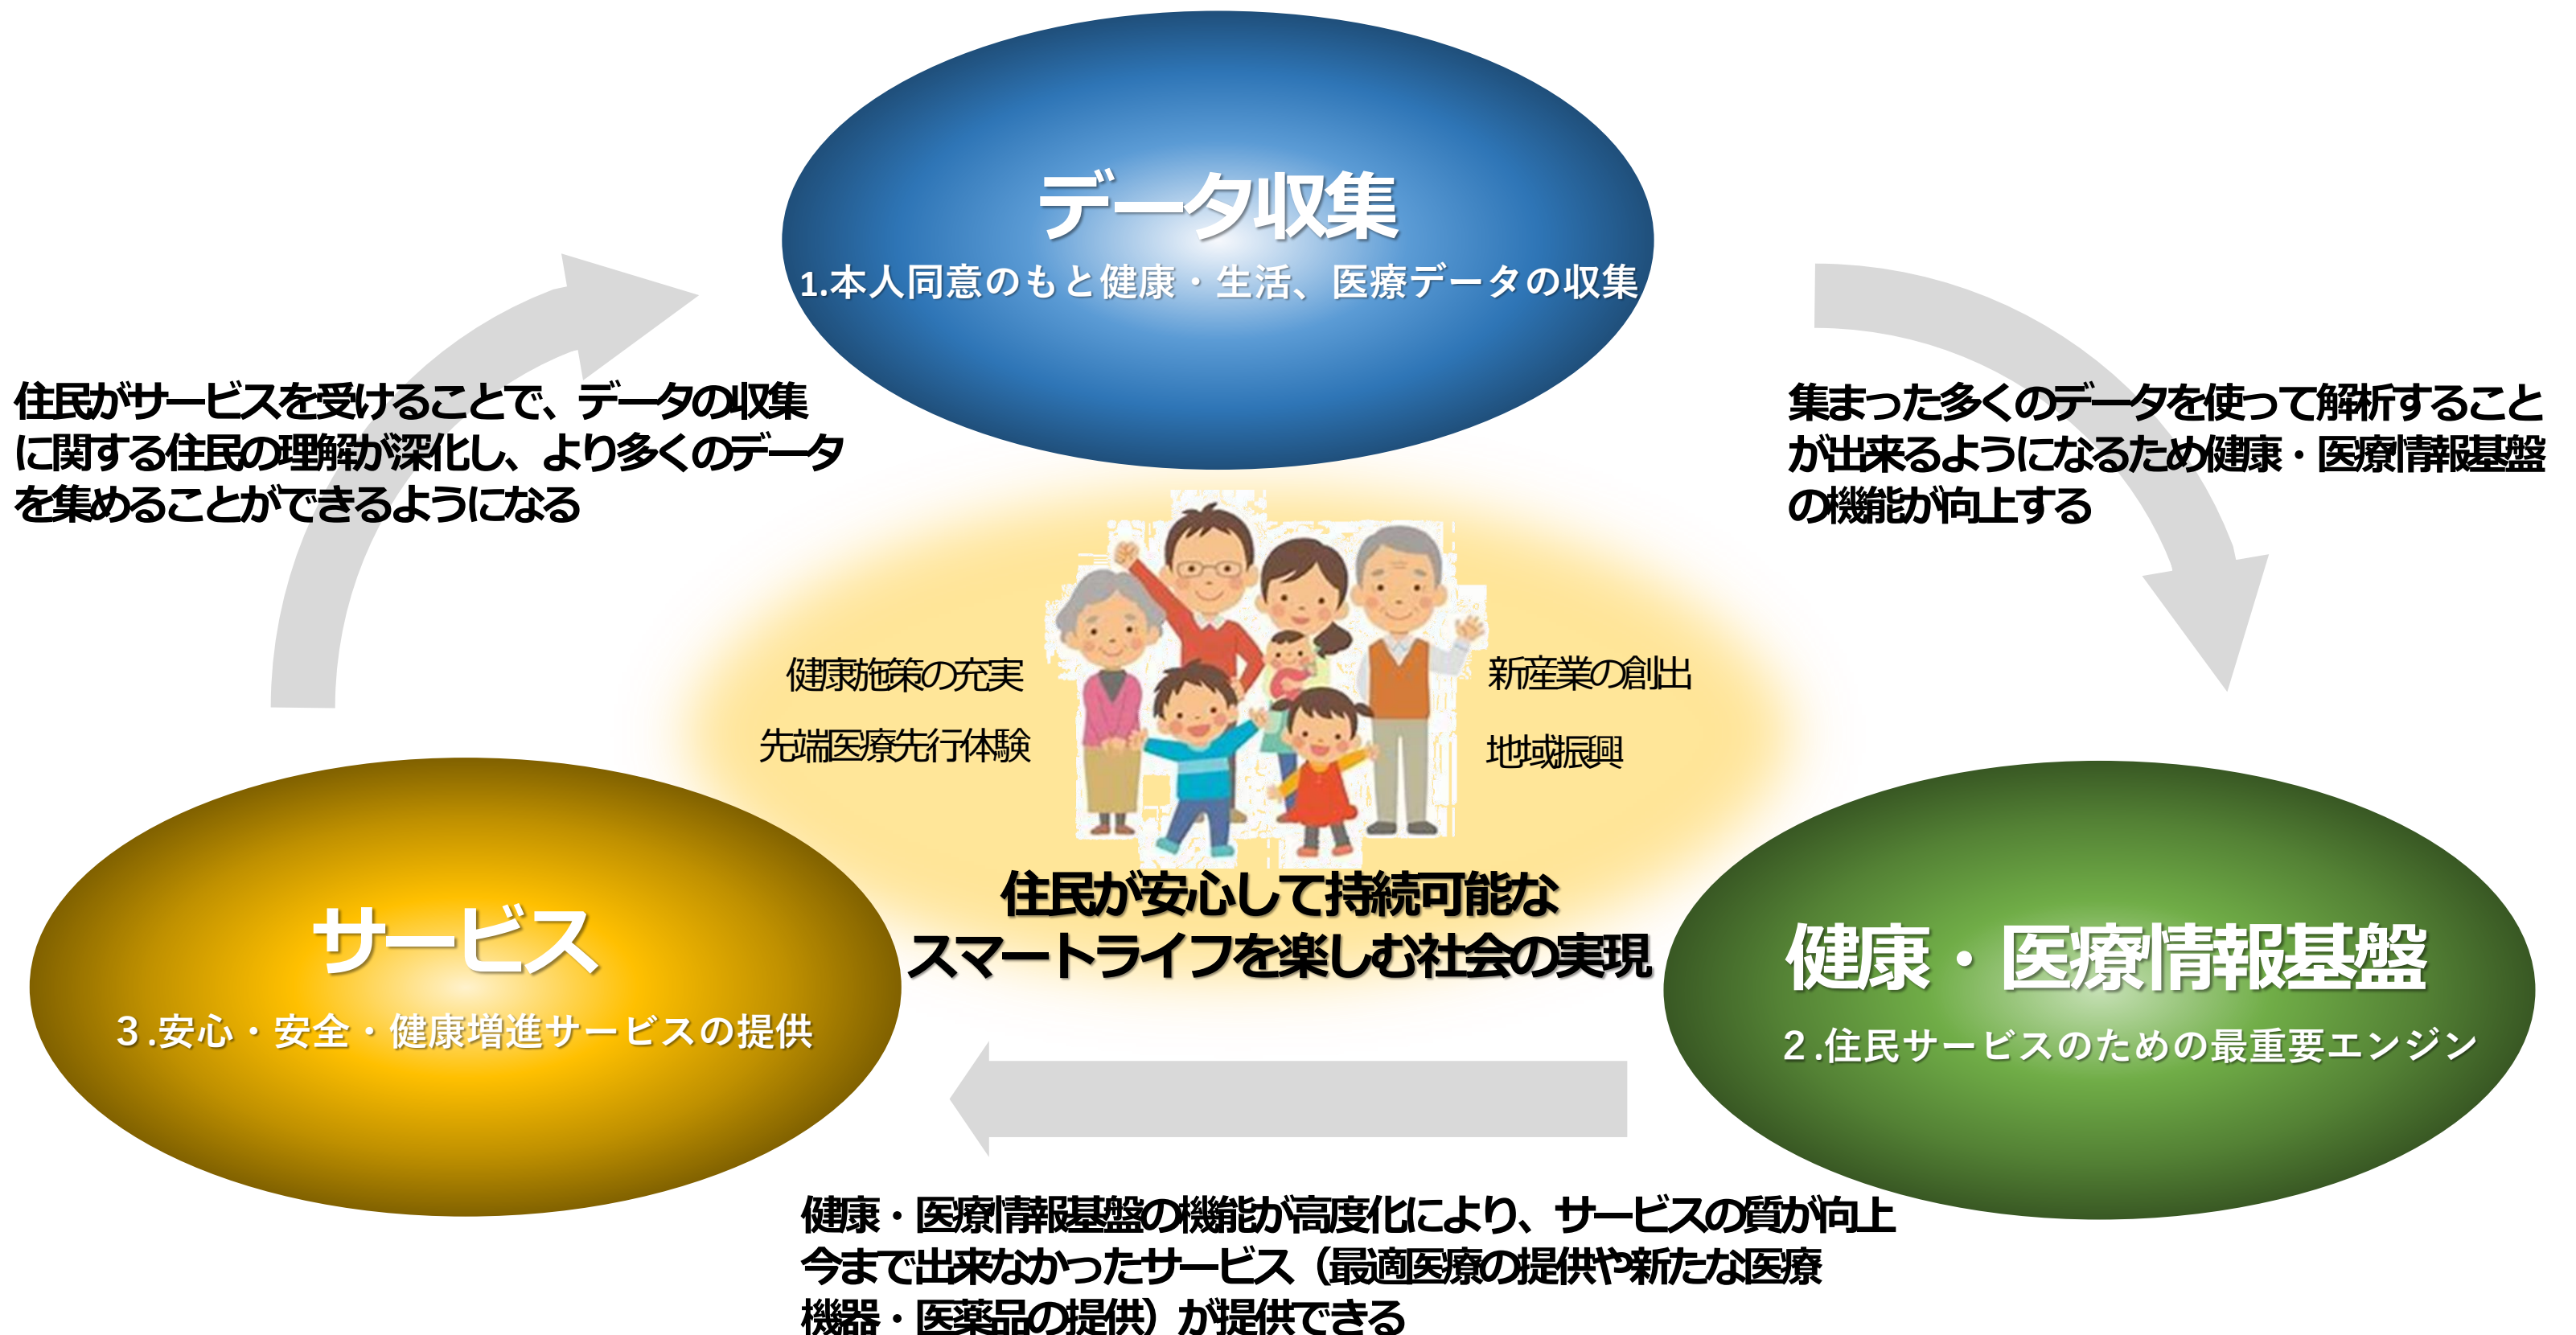 データ収集
1.本人同意のもと健康・生活、医療データの収集
住民がサービスを受けることで、データの収集
に関する住民の理解が深化し、より多くのデータ
を集めることができるようになる
集まった多くのデータを使って解析すること
が出来るようになるため健康・医療情報基盤
の機能が向上する
健康施策の充実
先端医療先行体験
新産業の創出
地域振興
住民が安心して持続可能な
スマートライフを楽しむ社会の実現
サービス
３.安心・安全・健康増進サービスの提供
健康・医療情報基盤
２.住民サービスのための最重要エンジン
健康・医療情報基盤の機能が高度化により、サービスの質が向上
今まで出来なかったサービス（最適医療の提供や新たな医療
機器・医薬品の提供）が提供できる